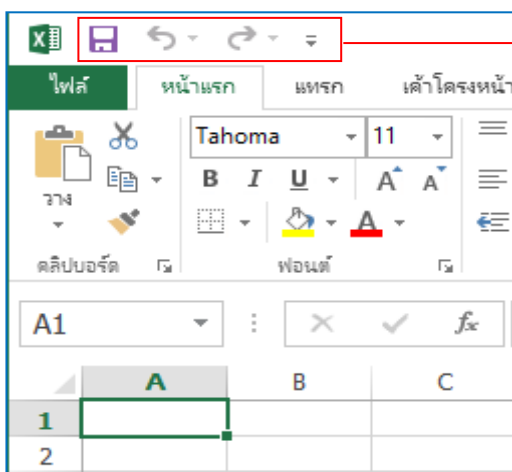 ไฟล์ หน้าแรก แทรก เค้าโครงหน้า
Tahoma 11
วาง B I U A A
A
คลิปบอร์ด ฟอนต์
A1 fx
A B C
1
2